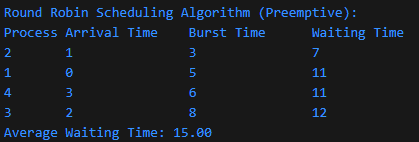 Round Robin Scheduling Algorithm (Preemptive):
Process Arrival Time Burst Time Waiting Time
2 1 3 7
1 0 5 11
4 3 6 11
3 2 8 12
Average Waiting Time: 15.00